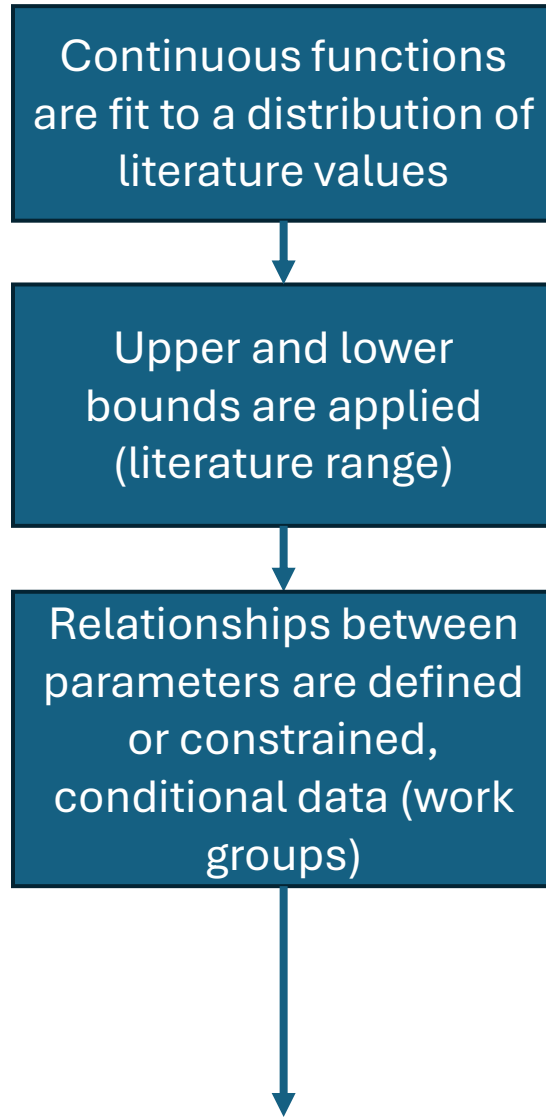 Continuous functions
are fit to a distribution of
literature values
Upper and lower
bounds are applied
(literature range)
Relationships between
parameters are defined
or constrained,
conditional data (work
groups)